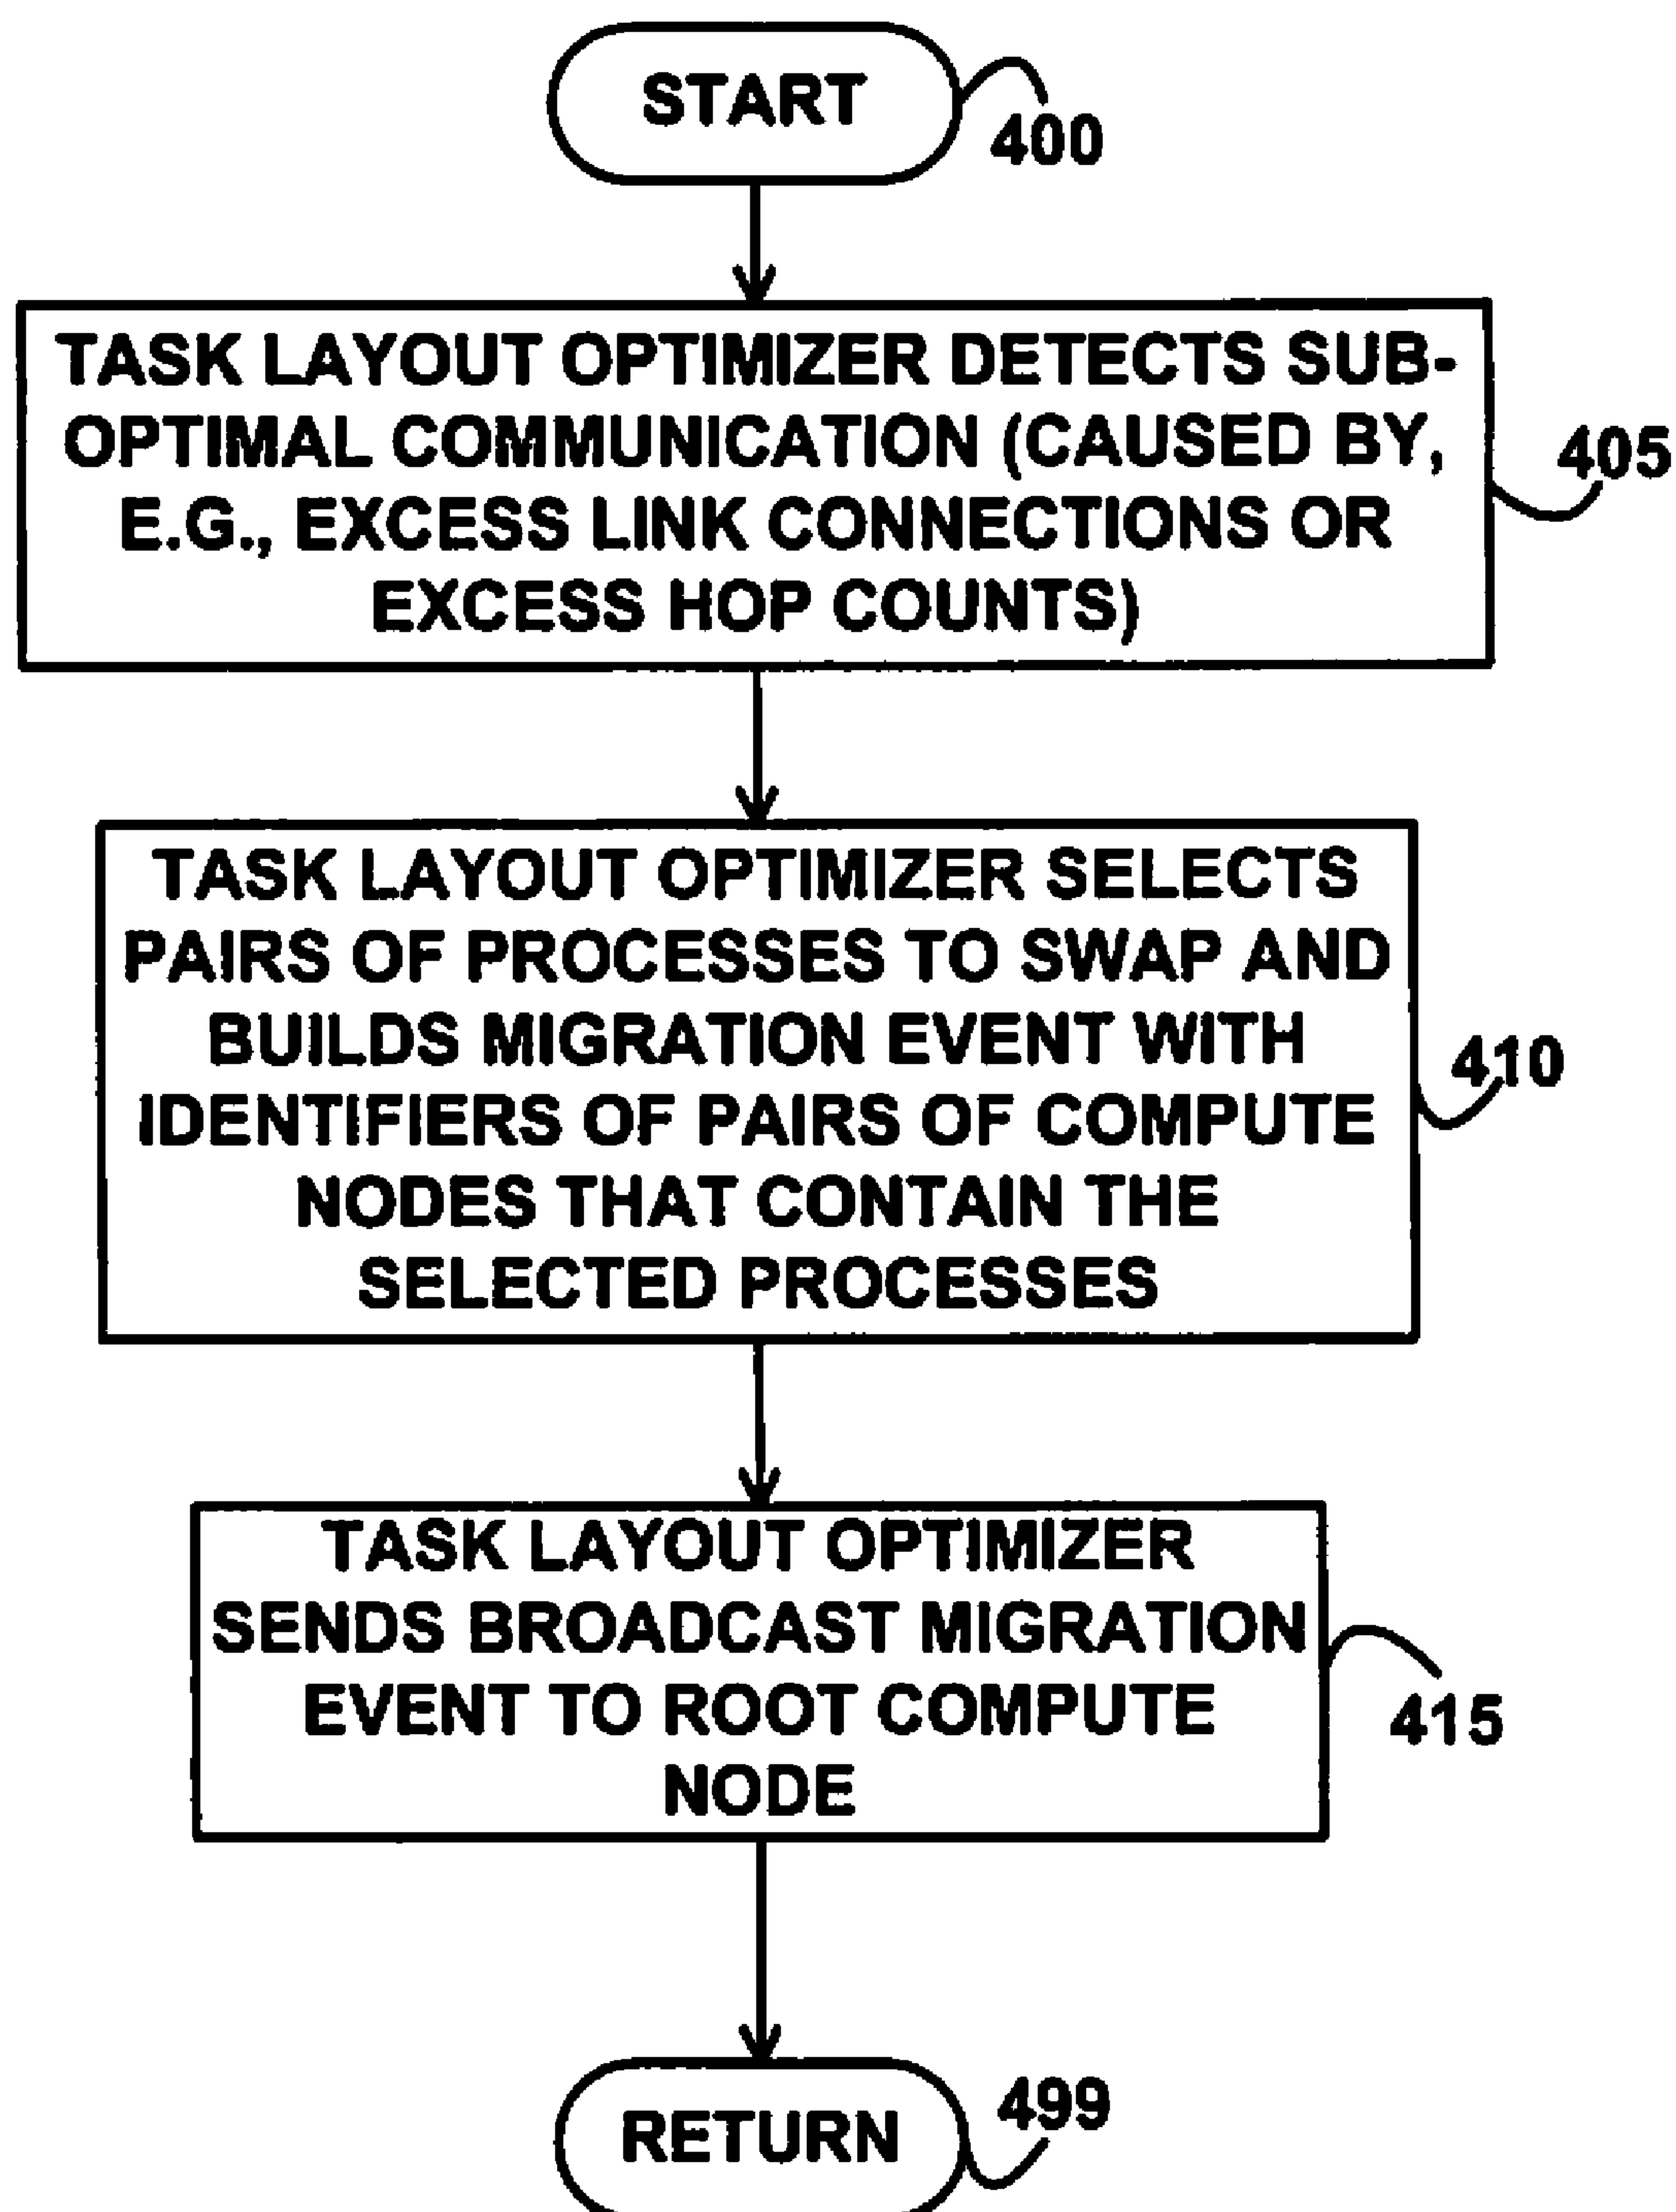 START
400
TASK LAYOUT OPTIMIZER DETECTS SUB-
OPTIMAL COMMUNICATION (CAUSED BY,
E.G., EXCESS LINK CONNECTIONS OR
EXCESS HOP COUNTS)
405
TASK LAYOUT OPTIMIZER SELECTS
PAIRS OF PROCESSES TO SWAP AND
BUILDS MIGRATION EVENT WITH
IDENTIFIERS OF PAIRS OF COMPUTE
NODES THAT CONTAIN THE
SELECTED PROCESSES
410
TASK LAYOUT OPTIMIZER
SENDS BROADCAST MIGRATION
EVENT TO ROOT COMPUTE
NODE
415
RETURN
499